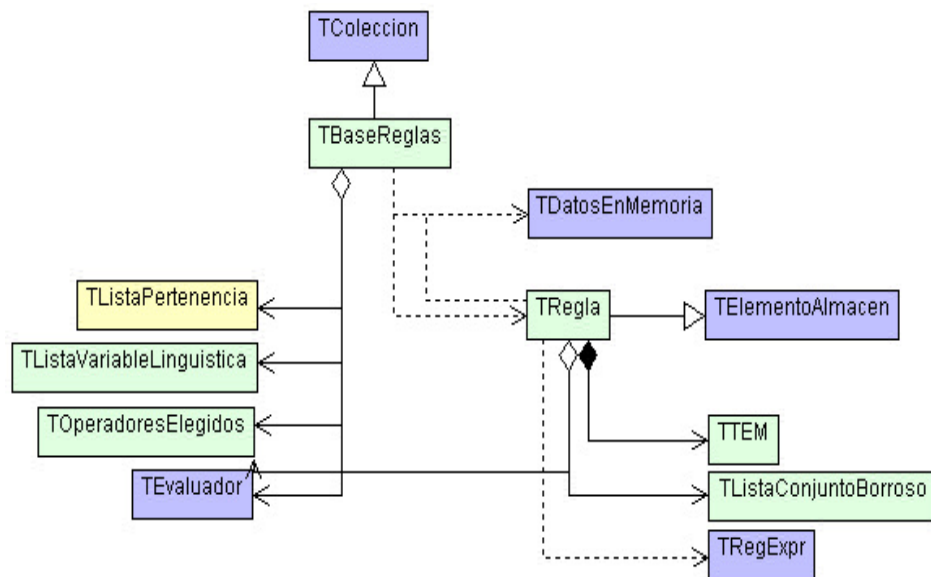 TColeccion
TBaseReglas
TDatosEnMemoria
TListaPertenencia
TRegla
TElementoAlmacen
TListaVariableLinguistica
TOperadoresElegidos
TTEM
TEvaluador
TListaConjuntoBorroso
TRegExpr